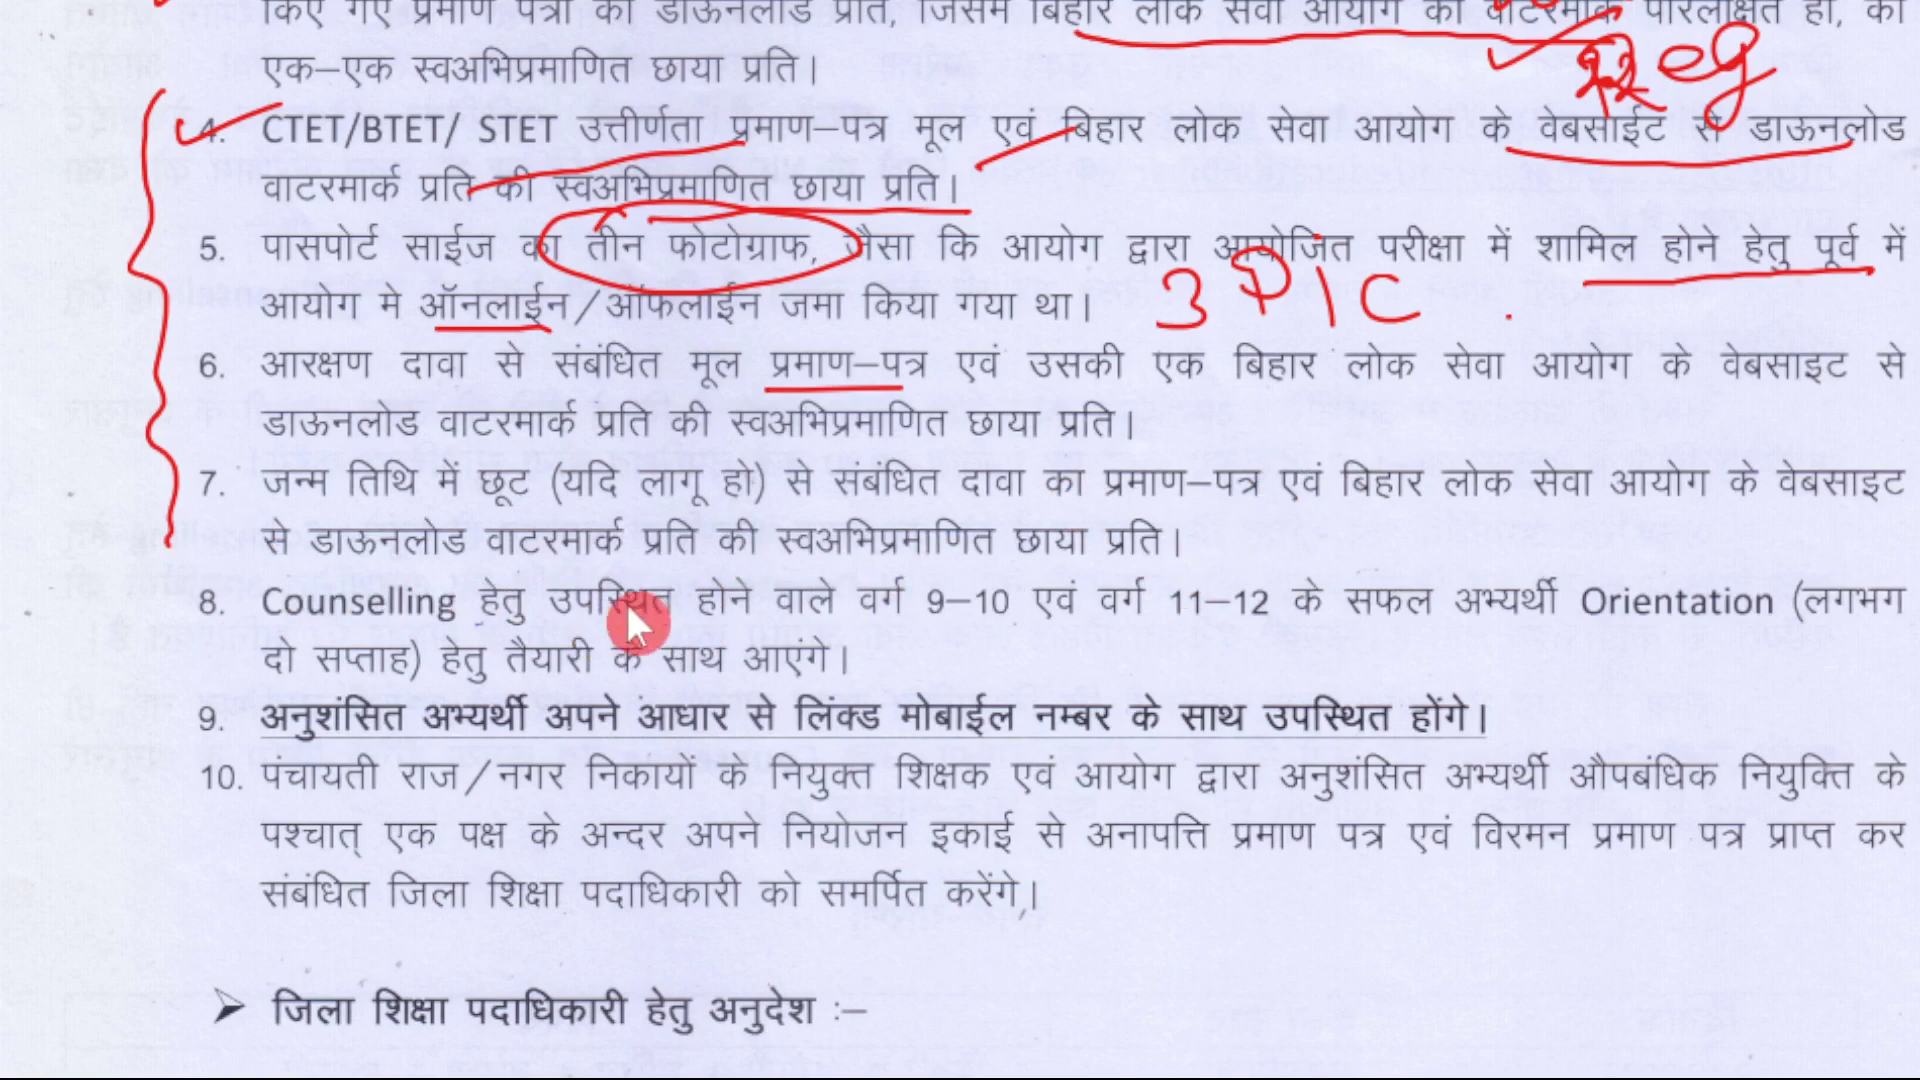 किए गए प्रमाण पत्रों की डाऊनलोड प्रति, जिसमें बिहार लोक सेवा आयोग का वाटरमार्क परिलक्षित हो, की
एक–एक स्वअभिप्रमाणित छाया प्रति।
Reg
4. CTET/BTET/ STET उत्तीर्णता प्रमाण–पत्र मूल एवं बिहार लोक सेवा आयोग के वेबसाईट से डाऊनलोड
वाटरमार्क प्रति की स्वअभिप्रमाणित छाया प्रति।
5. पासपोर्ट साईज का तीन फोटोग्राफ, जैसा कि आयोग द्वारा आयोजित परीक्षा में शामिल होने हेतु पूर्व में
आयोग मे ऑनलाईन/ऑफलाईन जमा किया गया था।
3 PIC .
6. आरक्षण दावा से संबंधित मूल प्रमाण–पत्र एवं उसकी एक बिहार लोक सेवा आयोग के वेबसाइट से
डाऊनलोड वाटरमार्क प्रति की स्वअभिप्रमाणित छाया प्रति।
7. जन्म तिथि में छूट (यदि लागू हो) से संबंधित दावा का प्रमाण–पत्र एवं बिहार लोक सेवा आयोग के वेबसाइट
से डाऊनलोड वाटरमार्क प्रति की स्वअभिप्रमाणित छाया प्रति।
8. Counselling हेतु उपस्थित होने वाले वर्ग 9–10 एवं वर्ग 11–12 के सफल अभ्यर्थी Orientation (लगभग
दो सप्ताह) हेतु तैयारी के साथ आएगे।
9. अनुशंसित अभ्यर्थी अपने आधार से लिंक्ड मोबाईल नम्बर के साथ उपस्थित होंगे।
10. पंचायती राज/नगर निकायों के नियुक्त शिक्षक एवं आयोग द्वारा अनुशंसित अभ्यर्थी औपबंधिक नियुक्ति के
पश्चात् एक पक्ष के अन्दर अपने नियोजन इकाई से अनापत्ति प्रमाण पत्र एवं विरमन प्रमाण पत्र प्राप्त कर
संबंधित जिला शिक्षा पदाधिकारी को समर्पित करेंगे,।
➢ जिला शिक्षा पदाधिकारी हेतु अनुदेश :–